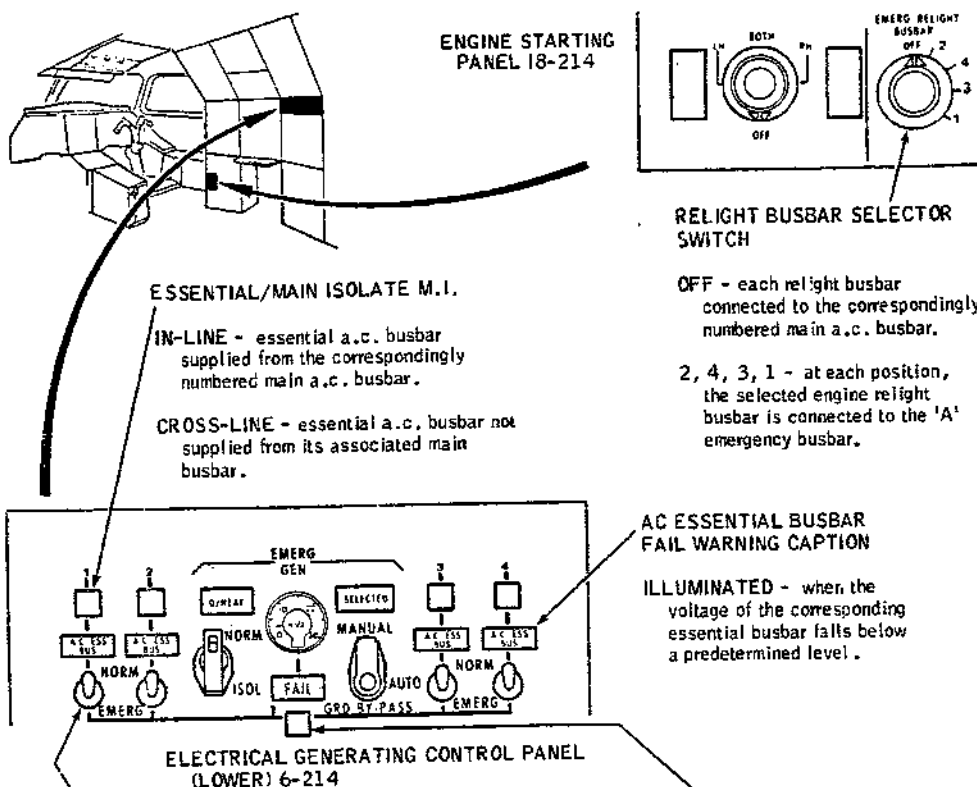 ENGINE STARTING
PANEL 18-214
LH
BOTH
RH
OFF
EMERG RELIGHT
BUSBAR
OFF
2
4
3
1
RELIGHT BUSBAR SELECTOR
SWITCH
OFF - each relight busbar
connected to the correspondingly
numbered main a.c. busbar.
2, 4, 3, 1 - at each position,
the selected engine relight
busbar is connected to the 'A'
emergency busbar.
ESSENTIAL/MAIN ISOLATE M.I.
IN-LINE - essential a.c. busbar
supplied from the correspondingly
numbered main a.c. busbar.
CROSS-LINE - essential a.c. busbar not
supplied from its associated main
busbar.
AC ESSENTIAL BUSBAR
FAIL WARNING CAPTION
ILLUMINATED - when the
voltage of the corresponding
essential busbar falls below
a predetermined level.
EMERG
GEN
1
2
3
4
O/HEAT
SELECTED
A C ESS
BUS
A C ESS
BUS
NORM
MANUAL
A C ESS
BUS
A C ESS
BUS
NORM
NORM
ISOL
FAIL
AUTO
EMERG
GRD BY-PASS
EMERG
ELECTRICAL GENERATING CONTROL PANEL
(LOWER) 6-214